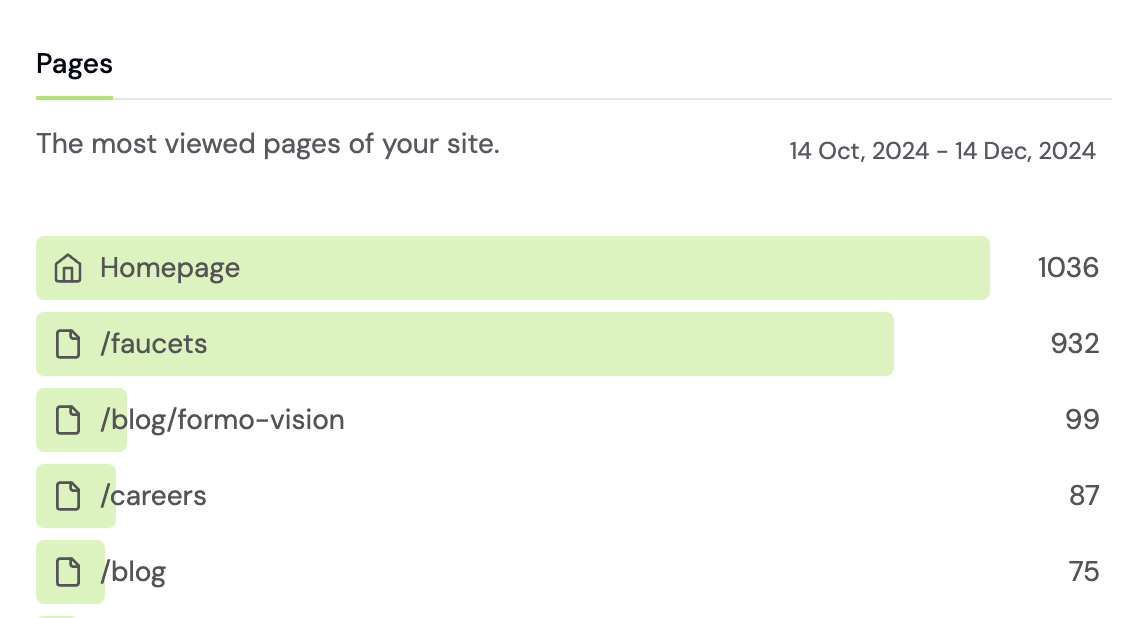 Pages
The most viewed pages of your site.
14 Oct, 2024 - 14 Dec, 2024
Homepage 1036
/faucets 932
/blog/formo-vision 99
/careers 87
/blog 75